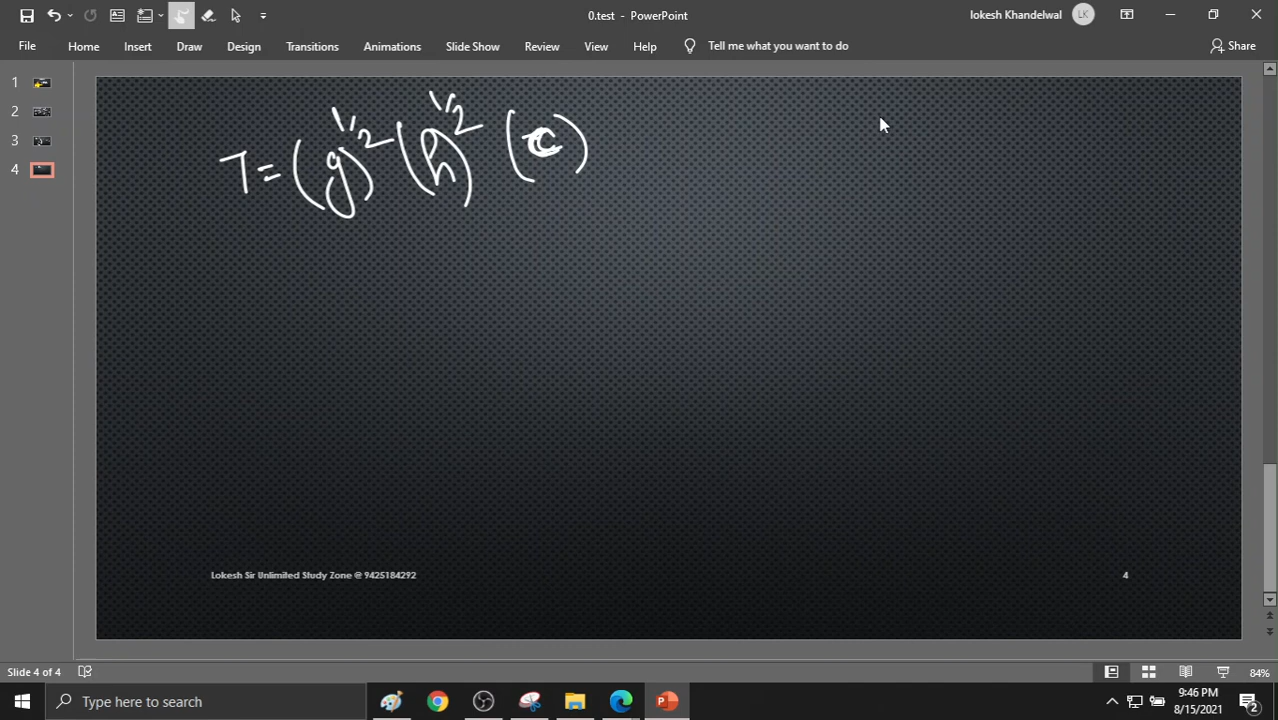 0.test - PowerPoint
lokesh Khandelwal LK
File Home Insert Draw Design Transitions Animations Slide Show Review View Help Tell me what you want to do Share
1
2
3
4
T = (g)^1/2 (h)^1/2 (c)
Lokesh Sir Unlimited Study Zone @ 9425184292 4
Slide 4 of 4 84%
Type here to search 9:46 PM
8/15/2021 2